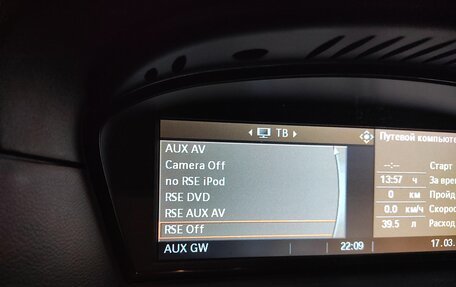 ТВ
AUX AV
Camera Off
no RSE iPod
RSE DVD
RSE AUX AV
RSE Off
AUX GW
22:09
Путевой компьюте
--:-- Старт
13:57 ч За врем
0 км Пройд
0.0 км/ч Скорос
39.5 л Расход
17.03.